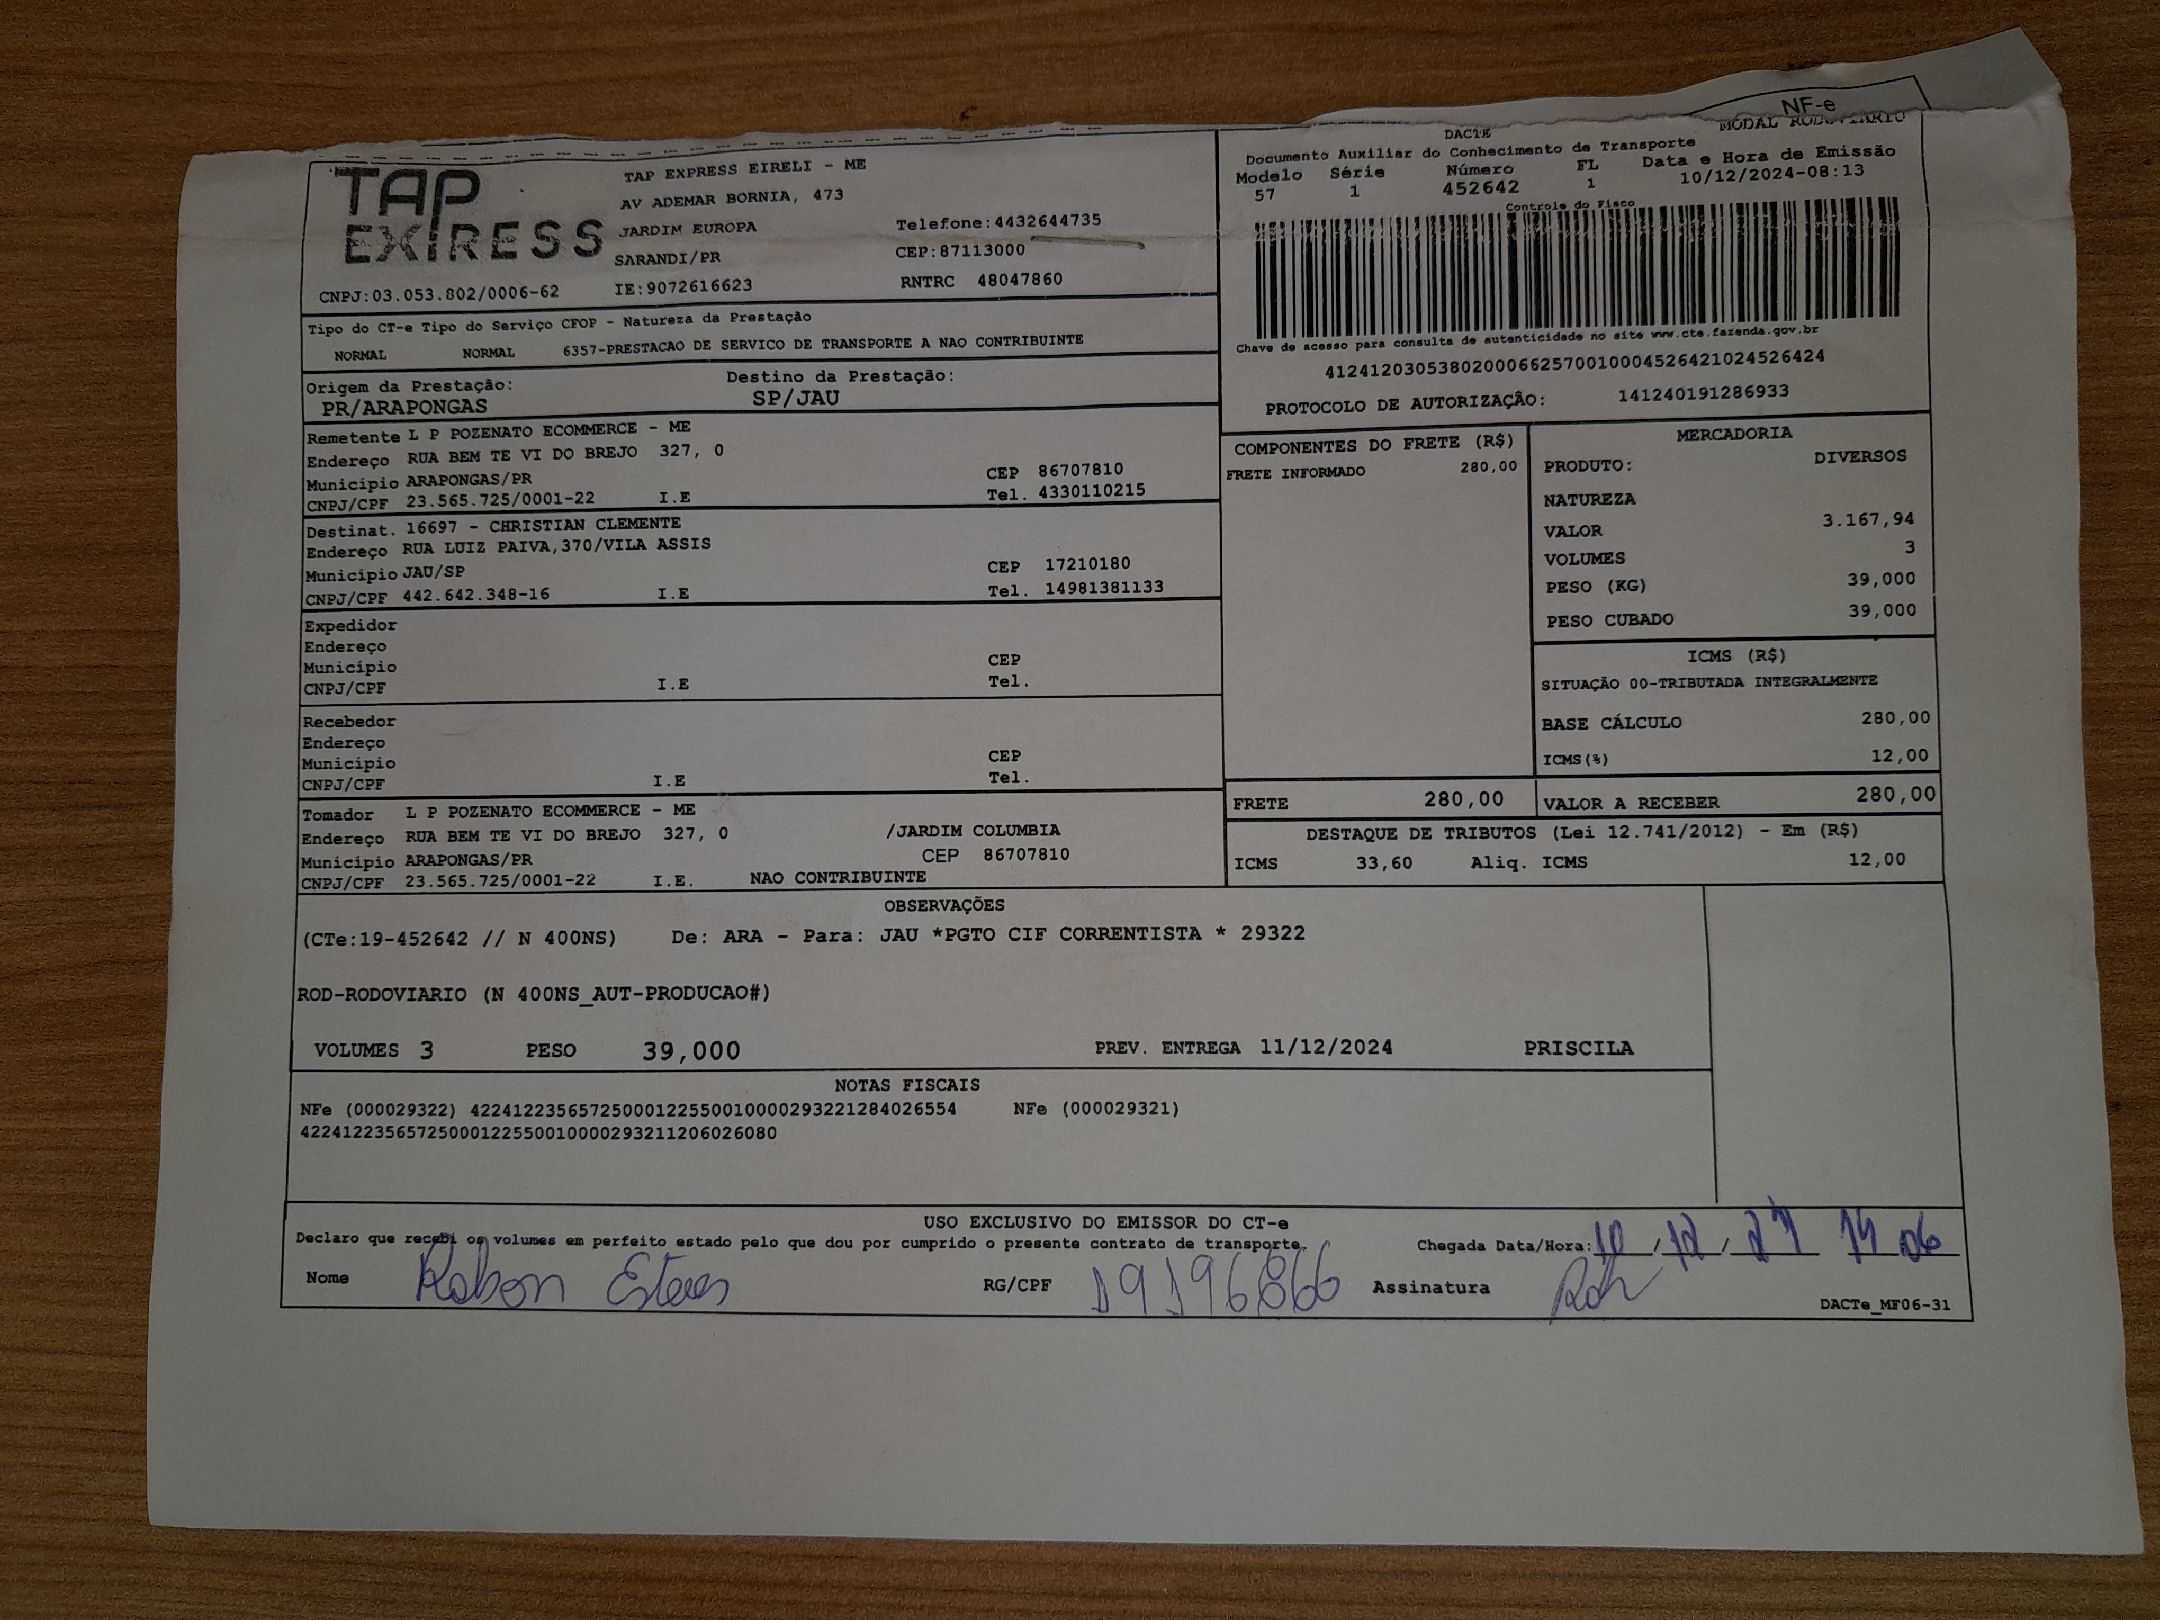 NF-e
TAP EXPRESS
TAP EXPRESS EIRELI - ME
AV ADEMAR BORNIA, 473
JARDIM EUROPA Telefone:4432644735
SARANDI/PR CEP:87113000
CNPJ:03.053.802/0006-62 IE:9072616623 RNTRC 48047860
DACTE MODAL RODOVIARIO
Documento Auxiliar do Conhecimento de Transporte
Modelo Série Número FL Data e Hora de Emissão
57 1 452642 1 10/12/2024-08:13
Controle do Fisco
Chave de acesso para consulta de autenticidade no site www.cte.fazenda.gov.br
41241203053802000662570010004526421024526424
PROTOCOLO DE AUTORIZAÇÃO: 141240191286933
Tipo do CT-e Tipo do Serviço CFOP - Natureza da Prestação
NORMAL NORMAL 6357-PRESTACAO DE SERVICO DE TRANSPORTE A NAO CONTRIBUINTE
Origem da Prestação: Destino da Prestação:
PR/ARAPONGAS SP/JAU
Remetente L P POZENATO ECOMMERCE - ME
Endereço RUA BEM TE VI DO BREJO 327, 0
Município ARAPONGAS/PR CEP 86707810
CNPJ/CPF 23.565.725/0001-22 I.E Tel. 4330110215
Destinat. 16697 - CHRISTIAN CLEMENTE
Endereço RUA LUIZ PAIVA,370/VILA ASSIS
Município JAU/SP CEP 17210180
CNPJ/CPF 442.642.348-16 I.E Tel. 14981381133
Expedidor
Endereço
Município CEP
CNPJ/CPF I.E Tel.
Recebedor
Endereço
Município CEP
CNPJ/CPF I.E Tel.
Tomador L P POZENATO ECOMMERCE - ME
Endereço RUA BEM TE VI DO BREJO 327, 0 /JARDIM COLUMBIA
Município ARAPONGAS/PR CEP 86707810
CNPJ/CPF 23.565.725/0001-22 I.E. NAO CONTRIBUINTE
COMPONENTES DO FRETE (R$)
FRETE INFORMADO 280,00
MERCADORIA
PRODUTO: DIVERSOS
NATUREZA
VALOR 3.167,94
VOLUMES 3
PESO (KG) 39,000
PESO CUBADO 39,000
ICMS (R$)
SITUAÇÃO 00-TRIBUTADA INTEGRALMENTE
BASE CÁLCULO 280,00
ICMS(%) 12,00
FRETE 280,00 VALOR A RECEBER 280,00
DESTAQUE DE TRIBUTOS (Lei 12.741/2012) - Em (R$)
ICMS 33,60 Aliq. ICMS 12,00
OBSERVAÇÕES
(CTe:19-452642 // N 400NS) De: ARA - Para: JAU *PGTO CIF CORRENTISTA * 29322
ROD-RODOVIARIO (N 400NS_AUT-PRODUCAO#)
VOLUMES 3 PESO 39,000 PREV. ENTREGA 11/12/2024 PRISCILA
NOTAS FISCAIS
NFe (000029322) 42241223565725000122550010000293221284026554 NFe (000029321)
42241223565725000122550010000293211206026080
USO EXCLUSIVO DO EMISSOR DO CT-e
Declaro que recebi os volumes em perfeito estado pelo que dou por cumprido o presente contrato de transporte. Chegada Data/Hora: 10/12/ 14 06
Nome Robson Esteves RG/CPF 19196866 Assinatura
DACTe_MF06-31